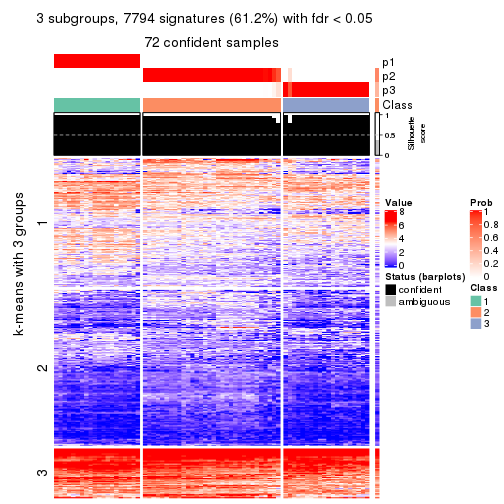 3 subgroups, 7794 signatures (61.2%) with fdr < 0.05
72 confident samples
p1
p2
p3
Class
1
0.5
0
Silhouette
score
k-means with 3 groups
1
2
3
Value
8
6
4
2
0
Status (barplots)
confident
ambiguous
Prob
1
0.8
0.6
0.4
0.2
0
Class
1
2
3